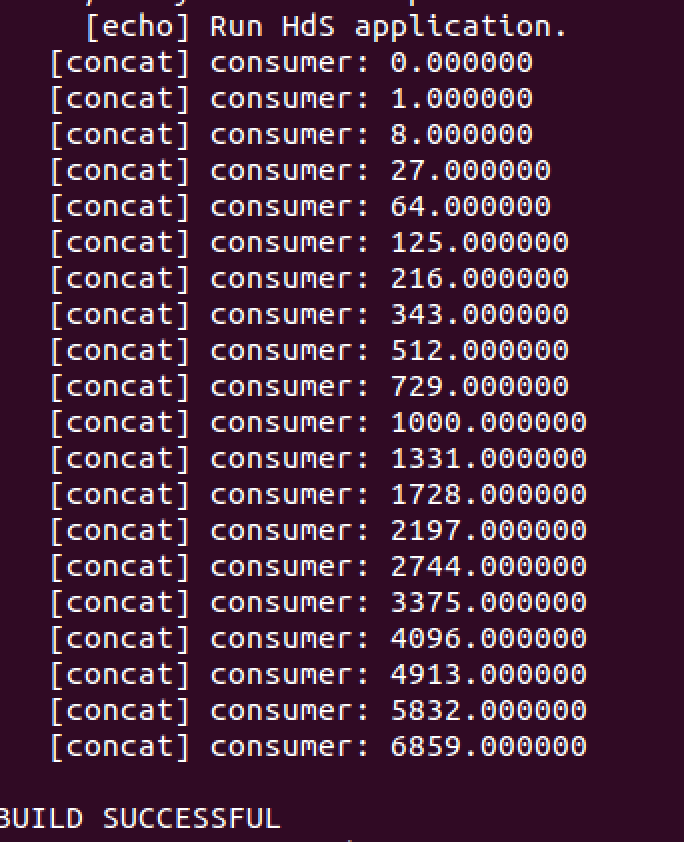 [echo] Run HdS application.
[concat] consumer: 0.000000
[concat] consumer: 1.000000
[concat] consumer: 8.000000
[concat] consumer: 27.000000
[concat] consumer: 64.000000
[concat] consumer: 125.000000
[concat] consumer: 216.000000
[concat] consumer: 343.000000
[concat] consumer: 512.000000
[concat] consumer: 729.000000
[concat] consumer: 1000.000000
[concat] consumer: 1331.000000
[concat] consumer: 1728.000000
[concat] consumer: 2197.000000
[concat] consumer: 2744.000000
[concat] consumer: 3375.000000
[concat] consumer: 4096.000000
[concat] consumer: 4913.000000
[concat] consumer: 5832.000000
[concat] consumer: 6859.000000
BUILD SUCCESSFUL